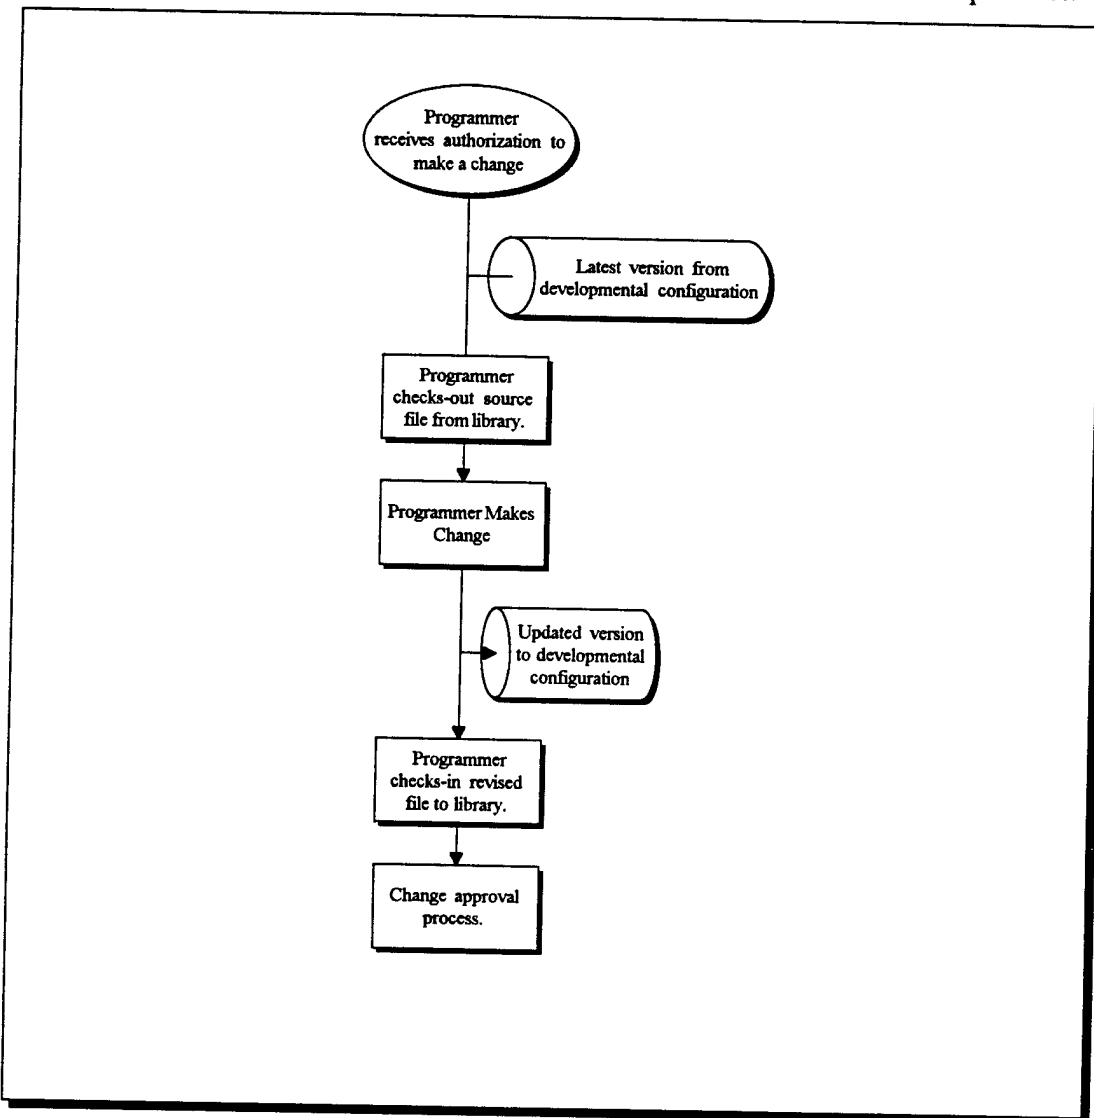 Programmer
receives authorization to
make a change
Latest version from
developmental configuration
Programmer
checks-out source
file from library.
Programmer Makes
Change
Updated version
to developmental
configuration
Programmer
checks-in revised
file to library.
Change approval
process.